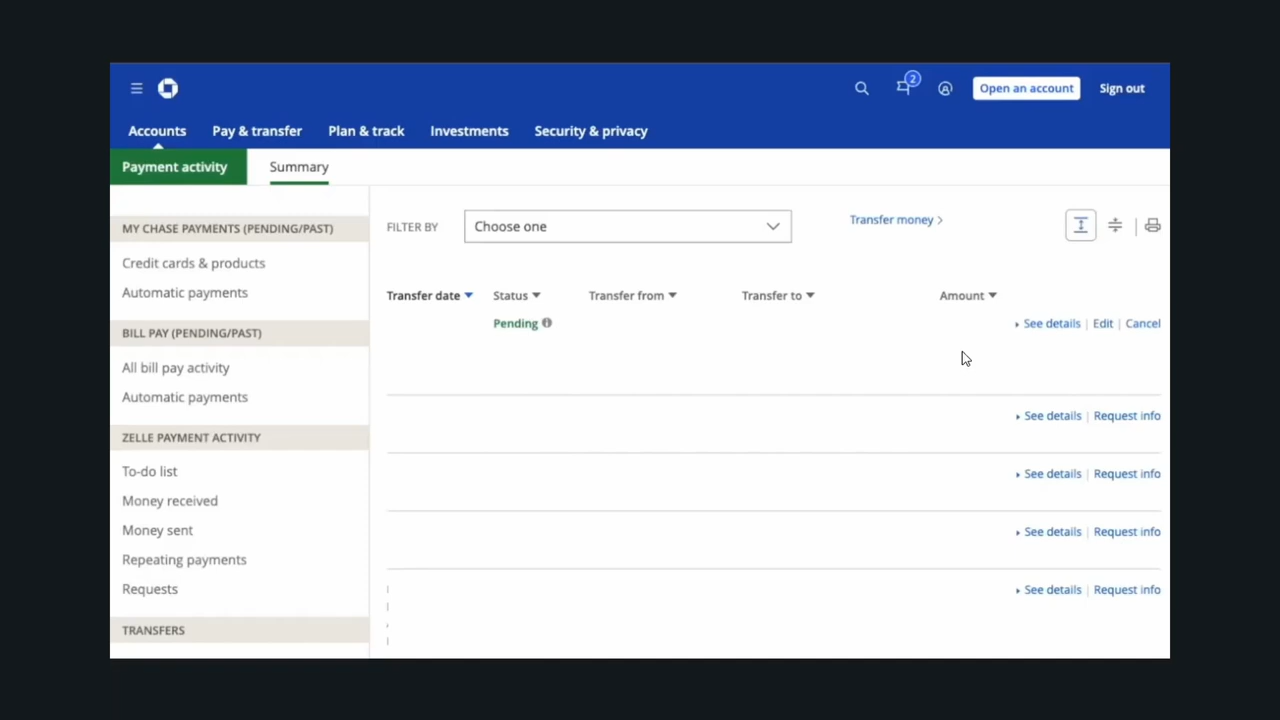 2
Open an account
Sign out
Accounts
Pay & transfer
Plan & track
Investments
Security & privacy
Payment activity
Summary
MY CHASE PAYMENTS (PENDING/PAST)
Credit cards & products
Automatic payments
BILL PAY (PENDING/PAST)
All bill pay activity
Automatic payments
ZELLE PAYMENT ACTIVITY
To-do list
Money received
Money sent
Repeating payments
Requests
TRANSFERS
FILTER BY
Choose one
Transfer money
Transfer date
Status
Transfer from
Transfer to
Amount
Pending
See details | Edit | Cancel
See details | Request info
See details | Request info
See details | Request info
See details | Request info